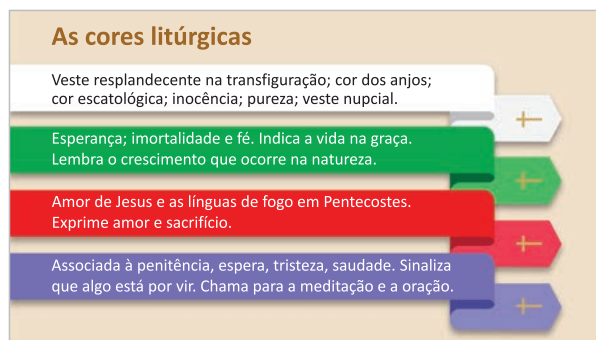 As cores litúrgicas
Veste resplandecente na transfiguração; cor dos anjos;
cor escatológica; inocência; pureza; veste nupcial.
Esperança; imortalidade e fé. Indica a vida na graça.
Lembra o crescimento que ocorre na natureza.
Amor de Jesus e as línguas de fogo em Pentecostes.
Exprime amor e sacrifício.
Associada à penitência, espera, tristeza, saudade. Sinaliza
que algo está por vir. Chama para a meditação e a oração.